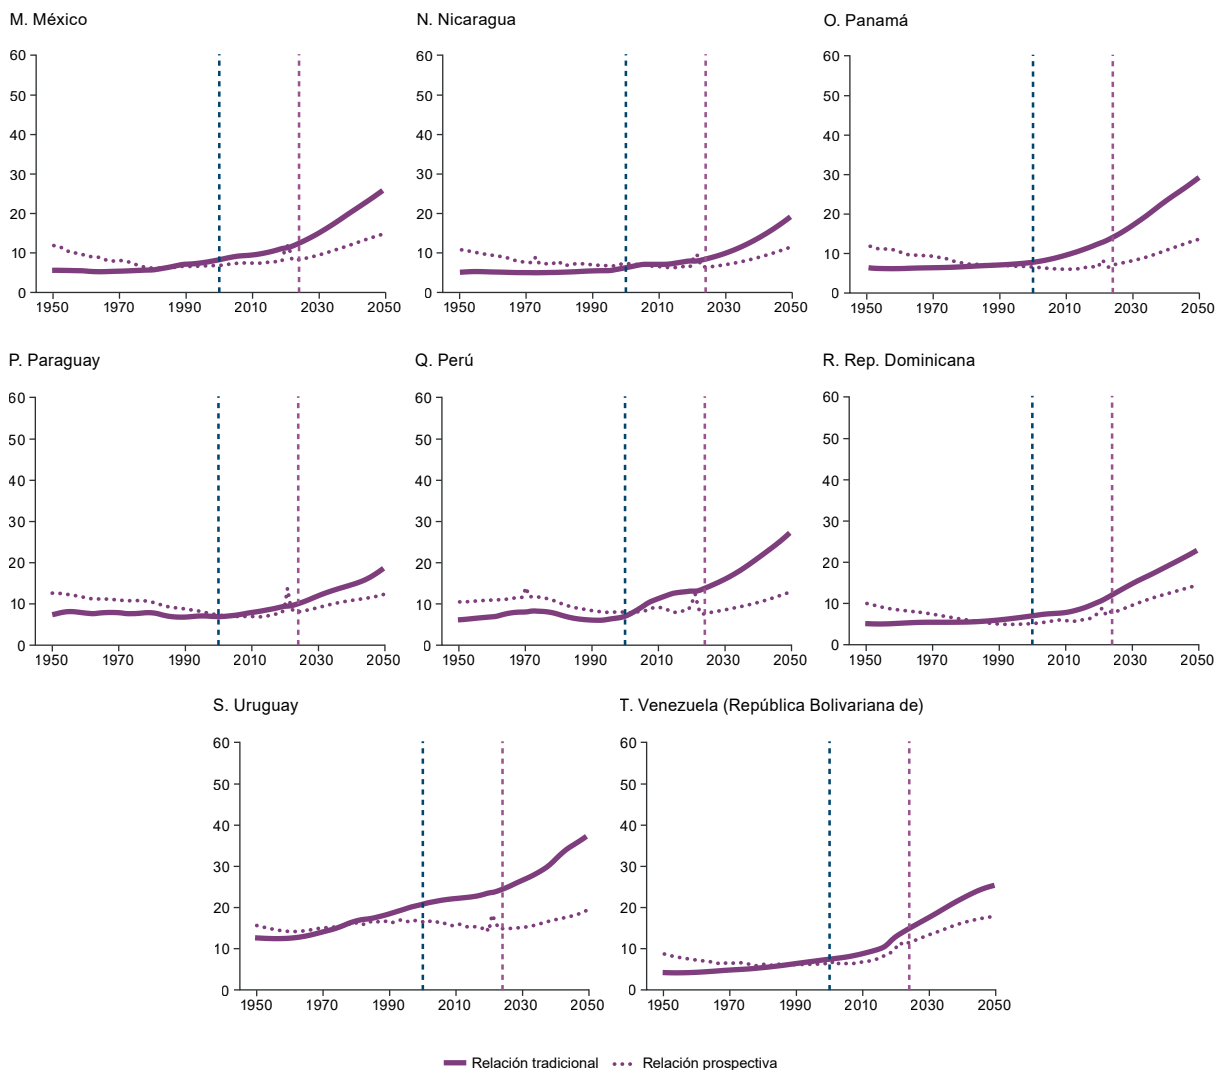 M. México
N. Nicaragua
O. Panamá
60 60 60
50 50 50
40 40 40
30 30 30
20 20 20
10 10 10
0 0 0
1950 1970 1990 2010 2030 2050 1950 1970 1990 2010 2030 2050 1950 1970 1990 2010 2030 2050
P. Paraguay
Q. Perú
R. Rep. Dominicana
60 60 60
50 50 50
40 40 40
30 30 30
20 20 20
10 10 10
0 0 0
1950 1970 1990 2010 2030 2050 1950 1970 1990 2010 2030 2050 1950 1970 1990 2010 2030 2050
S. Uruguay
T. Venezuela (República Bolivariana de)
60 60
50 50
40 40
30 30
20 20
10 10
0 0
1950 1970 1990 2010 2030 2050 1950 1970 1990 2010 2030 2050
Relación tradicional Relación prospectiva